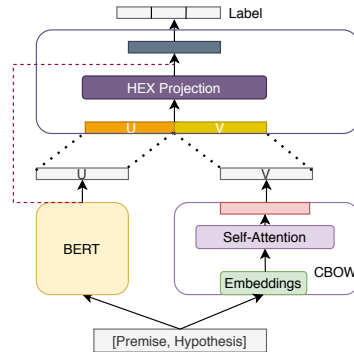 Label
HEX Projection
U V
U V
BERT
Self-Attention
CBOW
Embeddings
[Premise, Hypothesis]